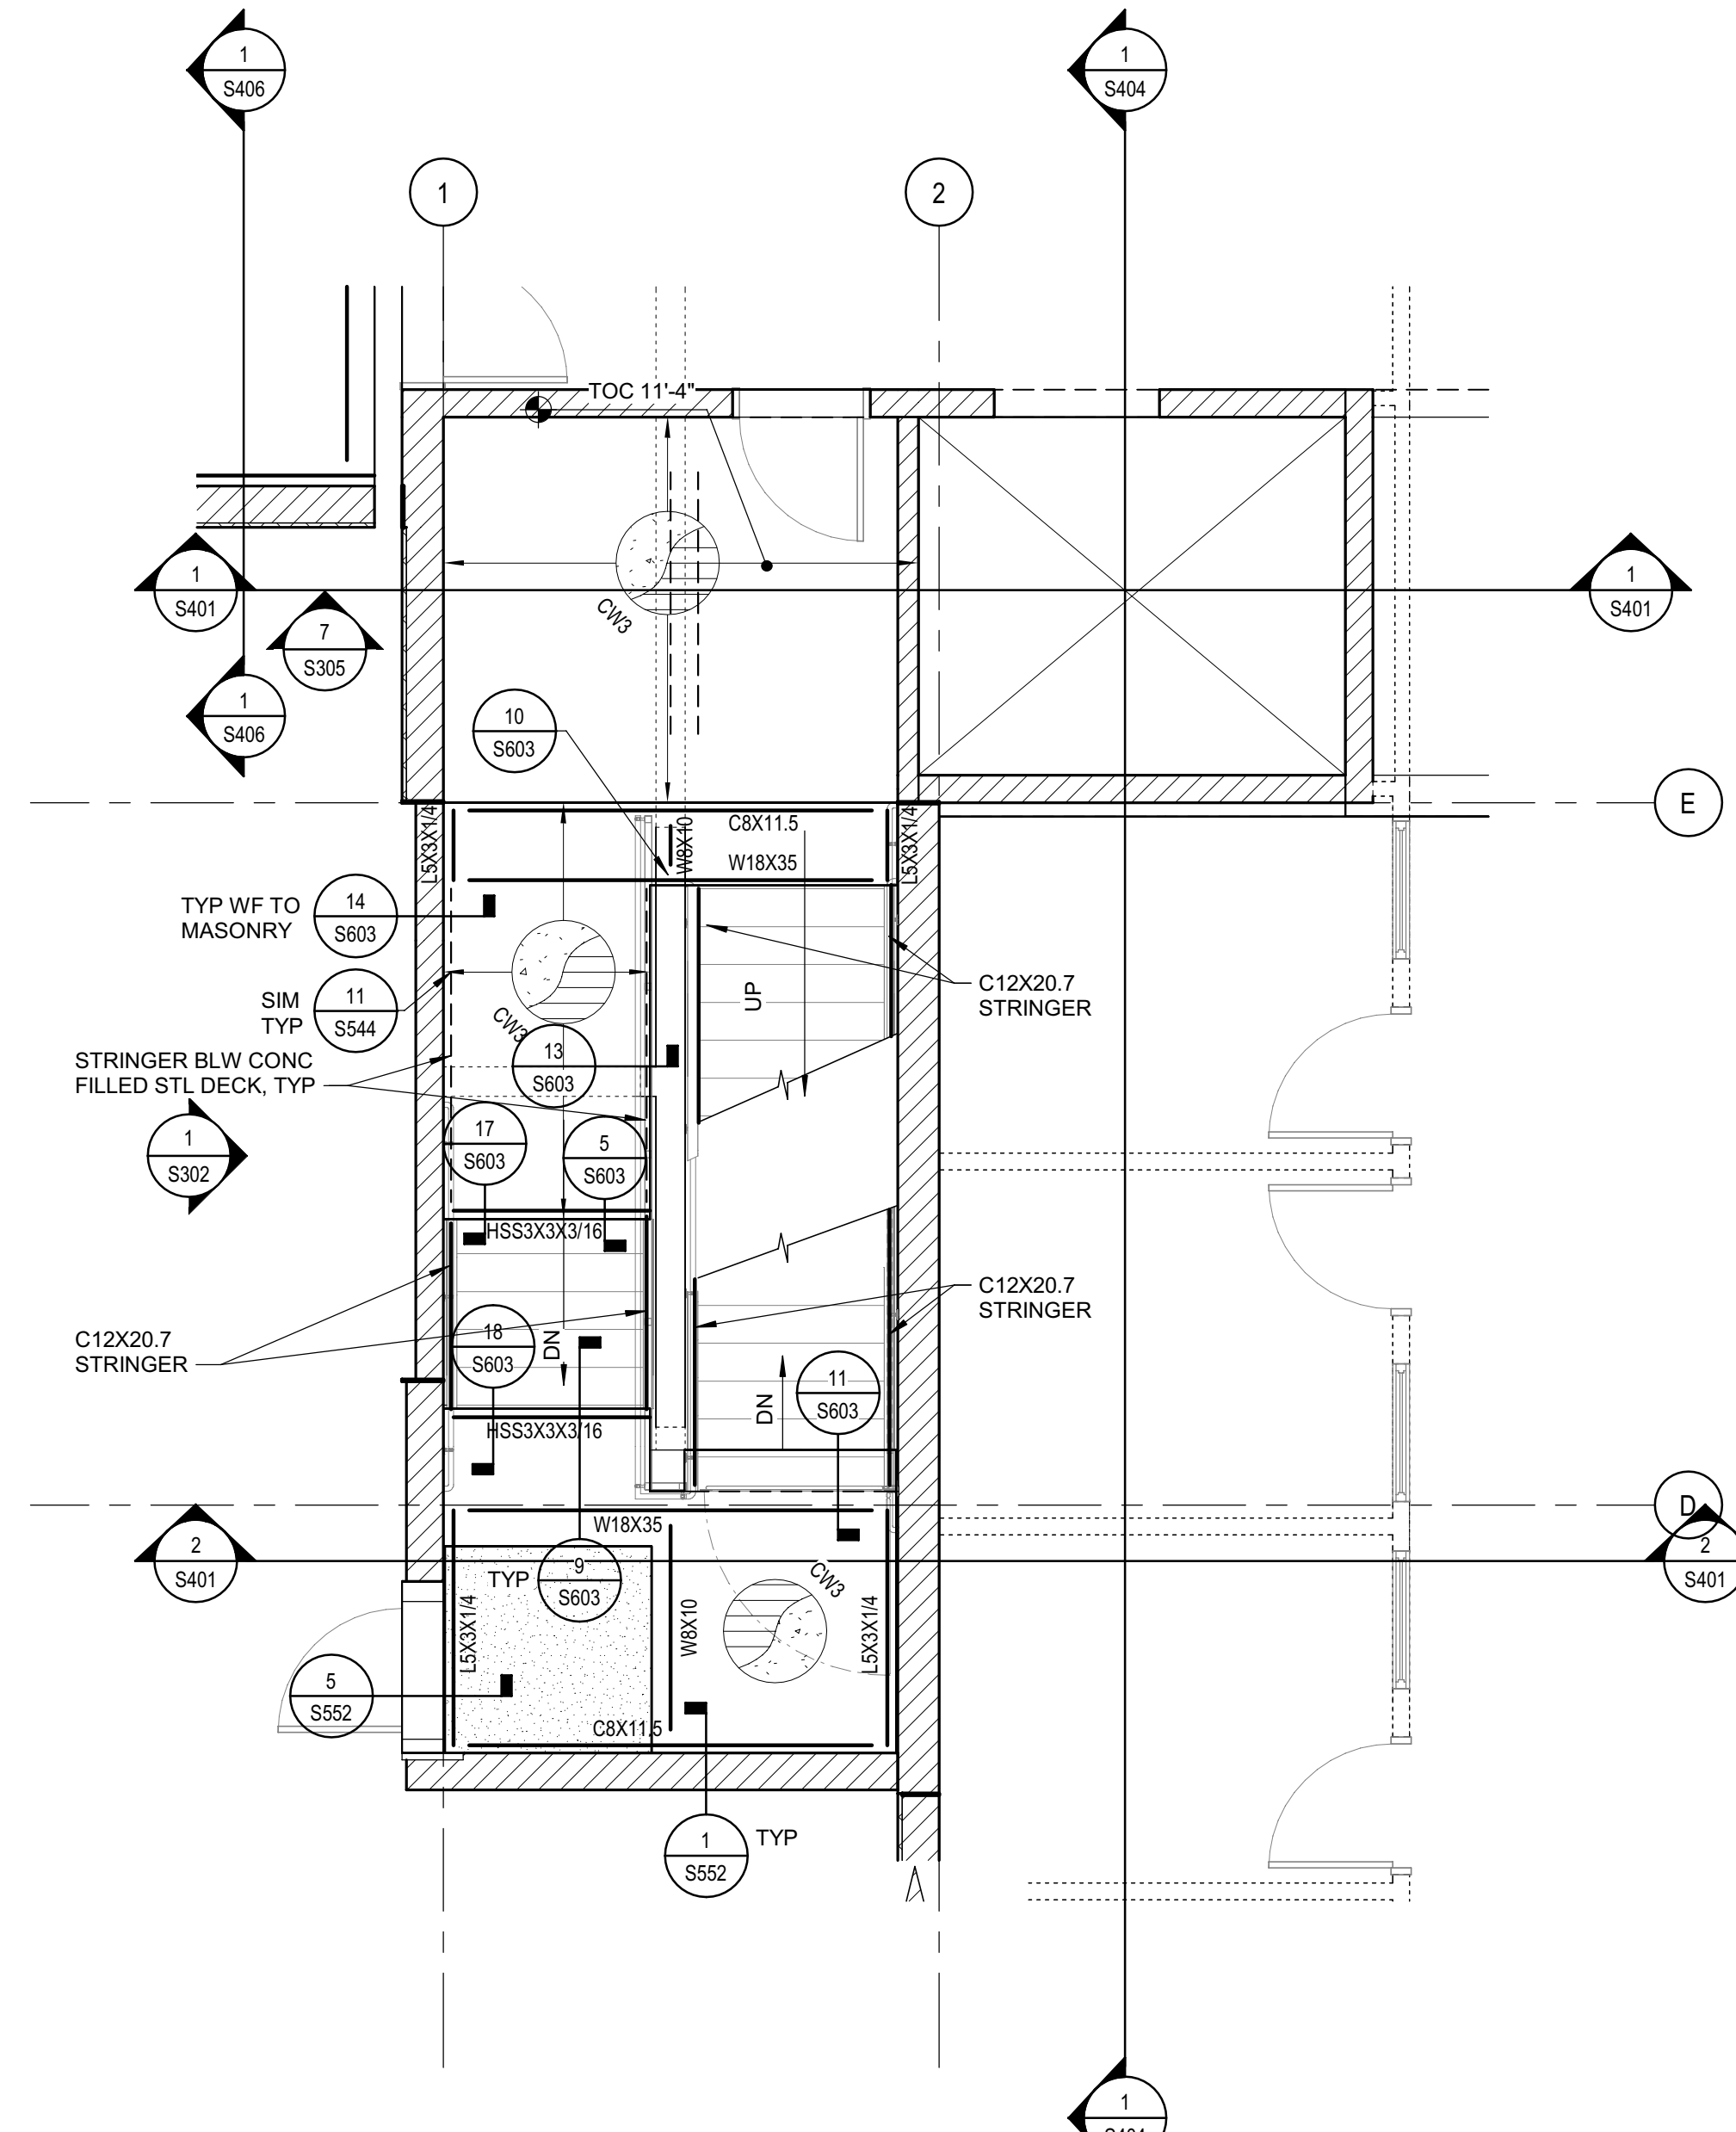 1
S406
1
S404
1
2
TOC 11'-4"
1
S401
7
S305
CW3
1
S401
1
S406
10
S603
E
L5X3X1/4
C8X11.5
W8X10
W18X35
L5X3X1/4
TYP WF TO
MASONRY
14
S603
SIM
TYP
11
S544
CW3
UP
C12X20.7
STRINGER
13
S603
STRINGER BLW CONC
FILLED STL DECK, TYP
1
S302
17
S603
5
S603
HSS3X3X3/16
C12X20.7
STRINGER
C12X20.7
STRINGER
18
S603
DN
DN
11
S603
HSS3X3X3/16
D
W18X35
2
S401
2
S401
TYP
9
S603
CW3
L5X3X1/4
W8X10
L5X3X1/4
5
S552
C8X11.5
1
S552
TYP
1
S404